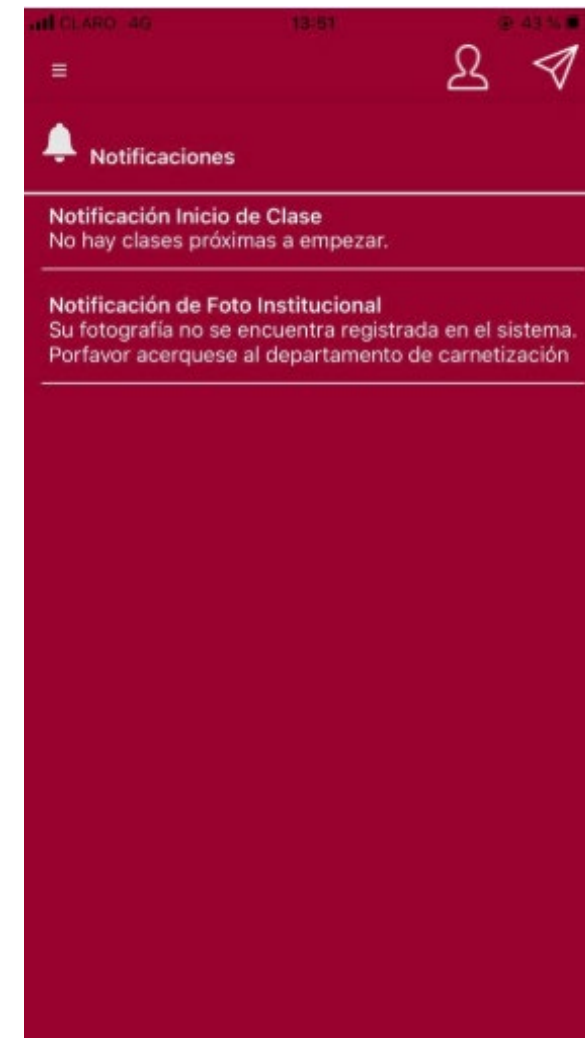 CLARO 4G 13:51 43 %
Notificaciones
Notificación Inicio de Clase
No hay clases próximas a empezar.
Notificación de Foto Institucional
Su fotografía no se encuentra registrada en el sistema.
Porfavor acerquese al departamento de carnetización